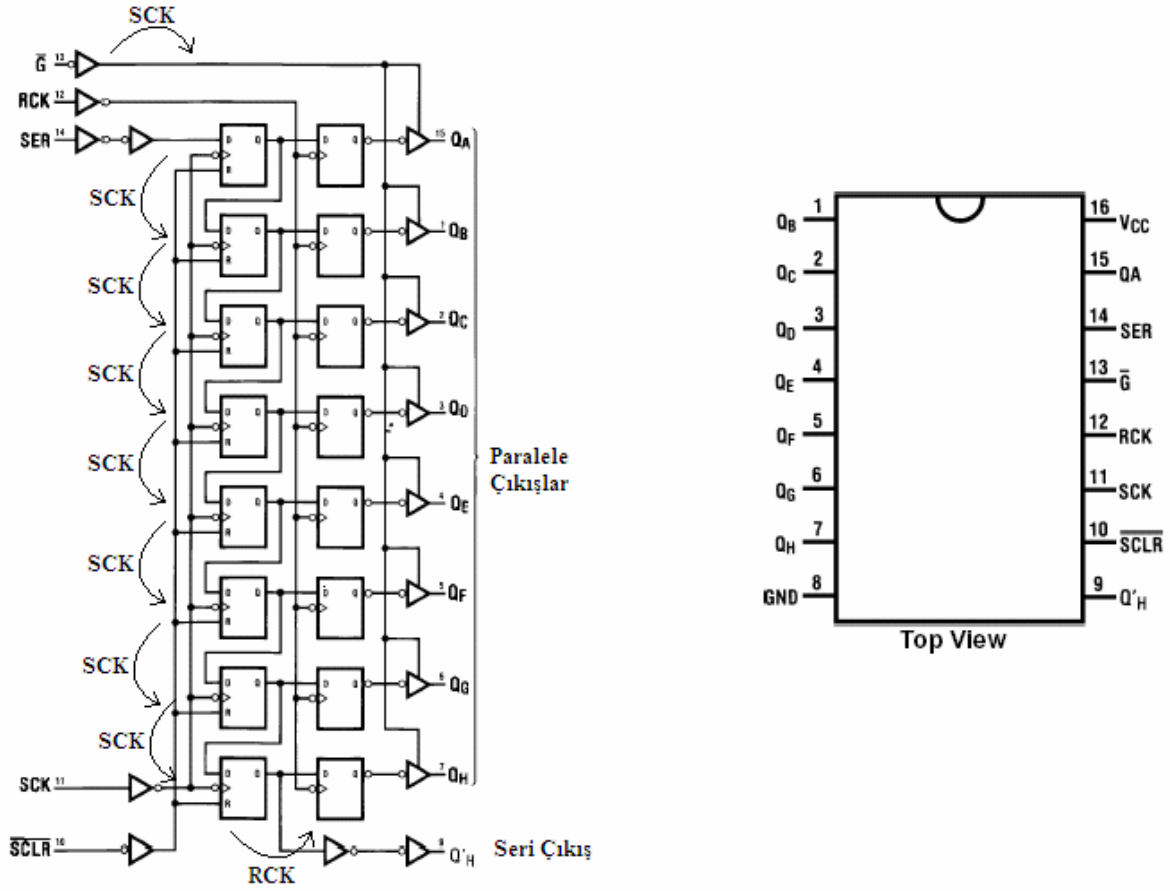 SCK
G̅ 13
RCK 12
SER 14
D Q D Q 15 QA
R
SCK
D Q D Q 1 QB
R
SCK
D Q D Q 2 QC
R
SCK
D Q D Q 3 QD
R
SCK
Paralele
Çıkışlar
D Q D Q 4 QE
R
SCK
D Q D Q 5 QF
R
SCK
D Q D Q 6 QG
R
SCK
D Q D Q 7 QH
R
SCK 11
S̅C̅L̅R̅ 10
RCK
9 Q'H Seri Çıkış
QB 1
QC 2
QD 3
QE 4
QF 5
QG 6
QH 7
GND 8
16 VCC
15 QA
14 SER
13 G̅
12 RCK
11 SCK
10 S̅C̅L̅R̅
9 Q'H
Top View